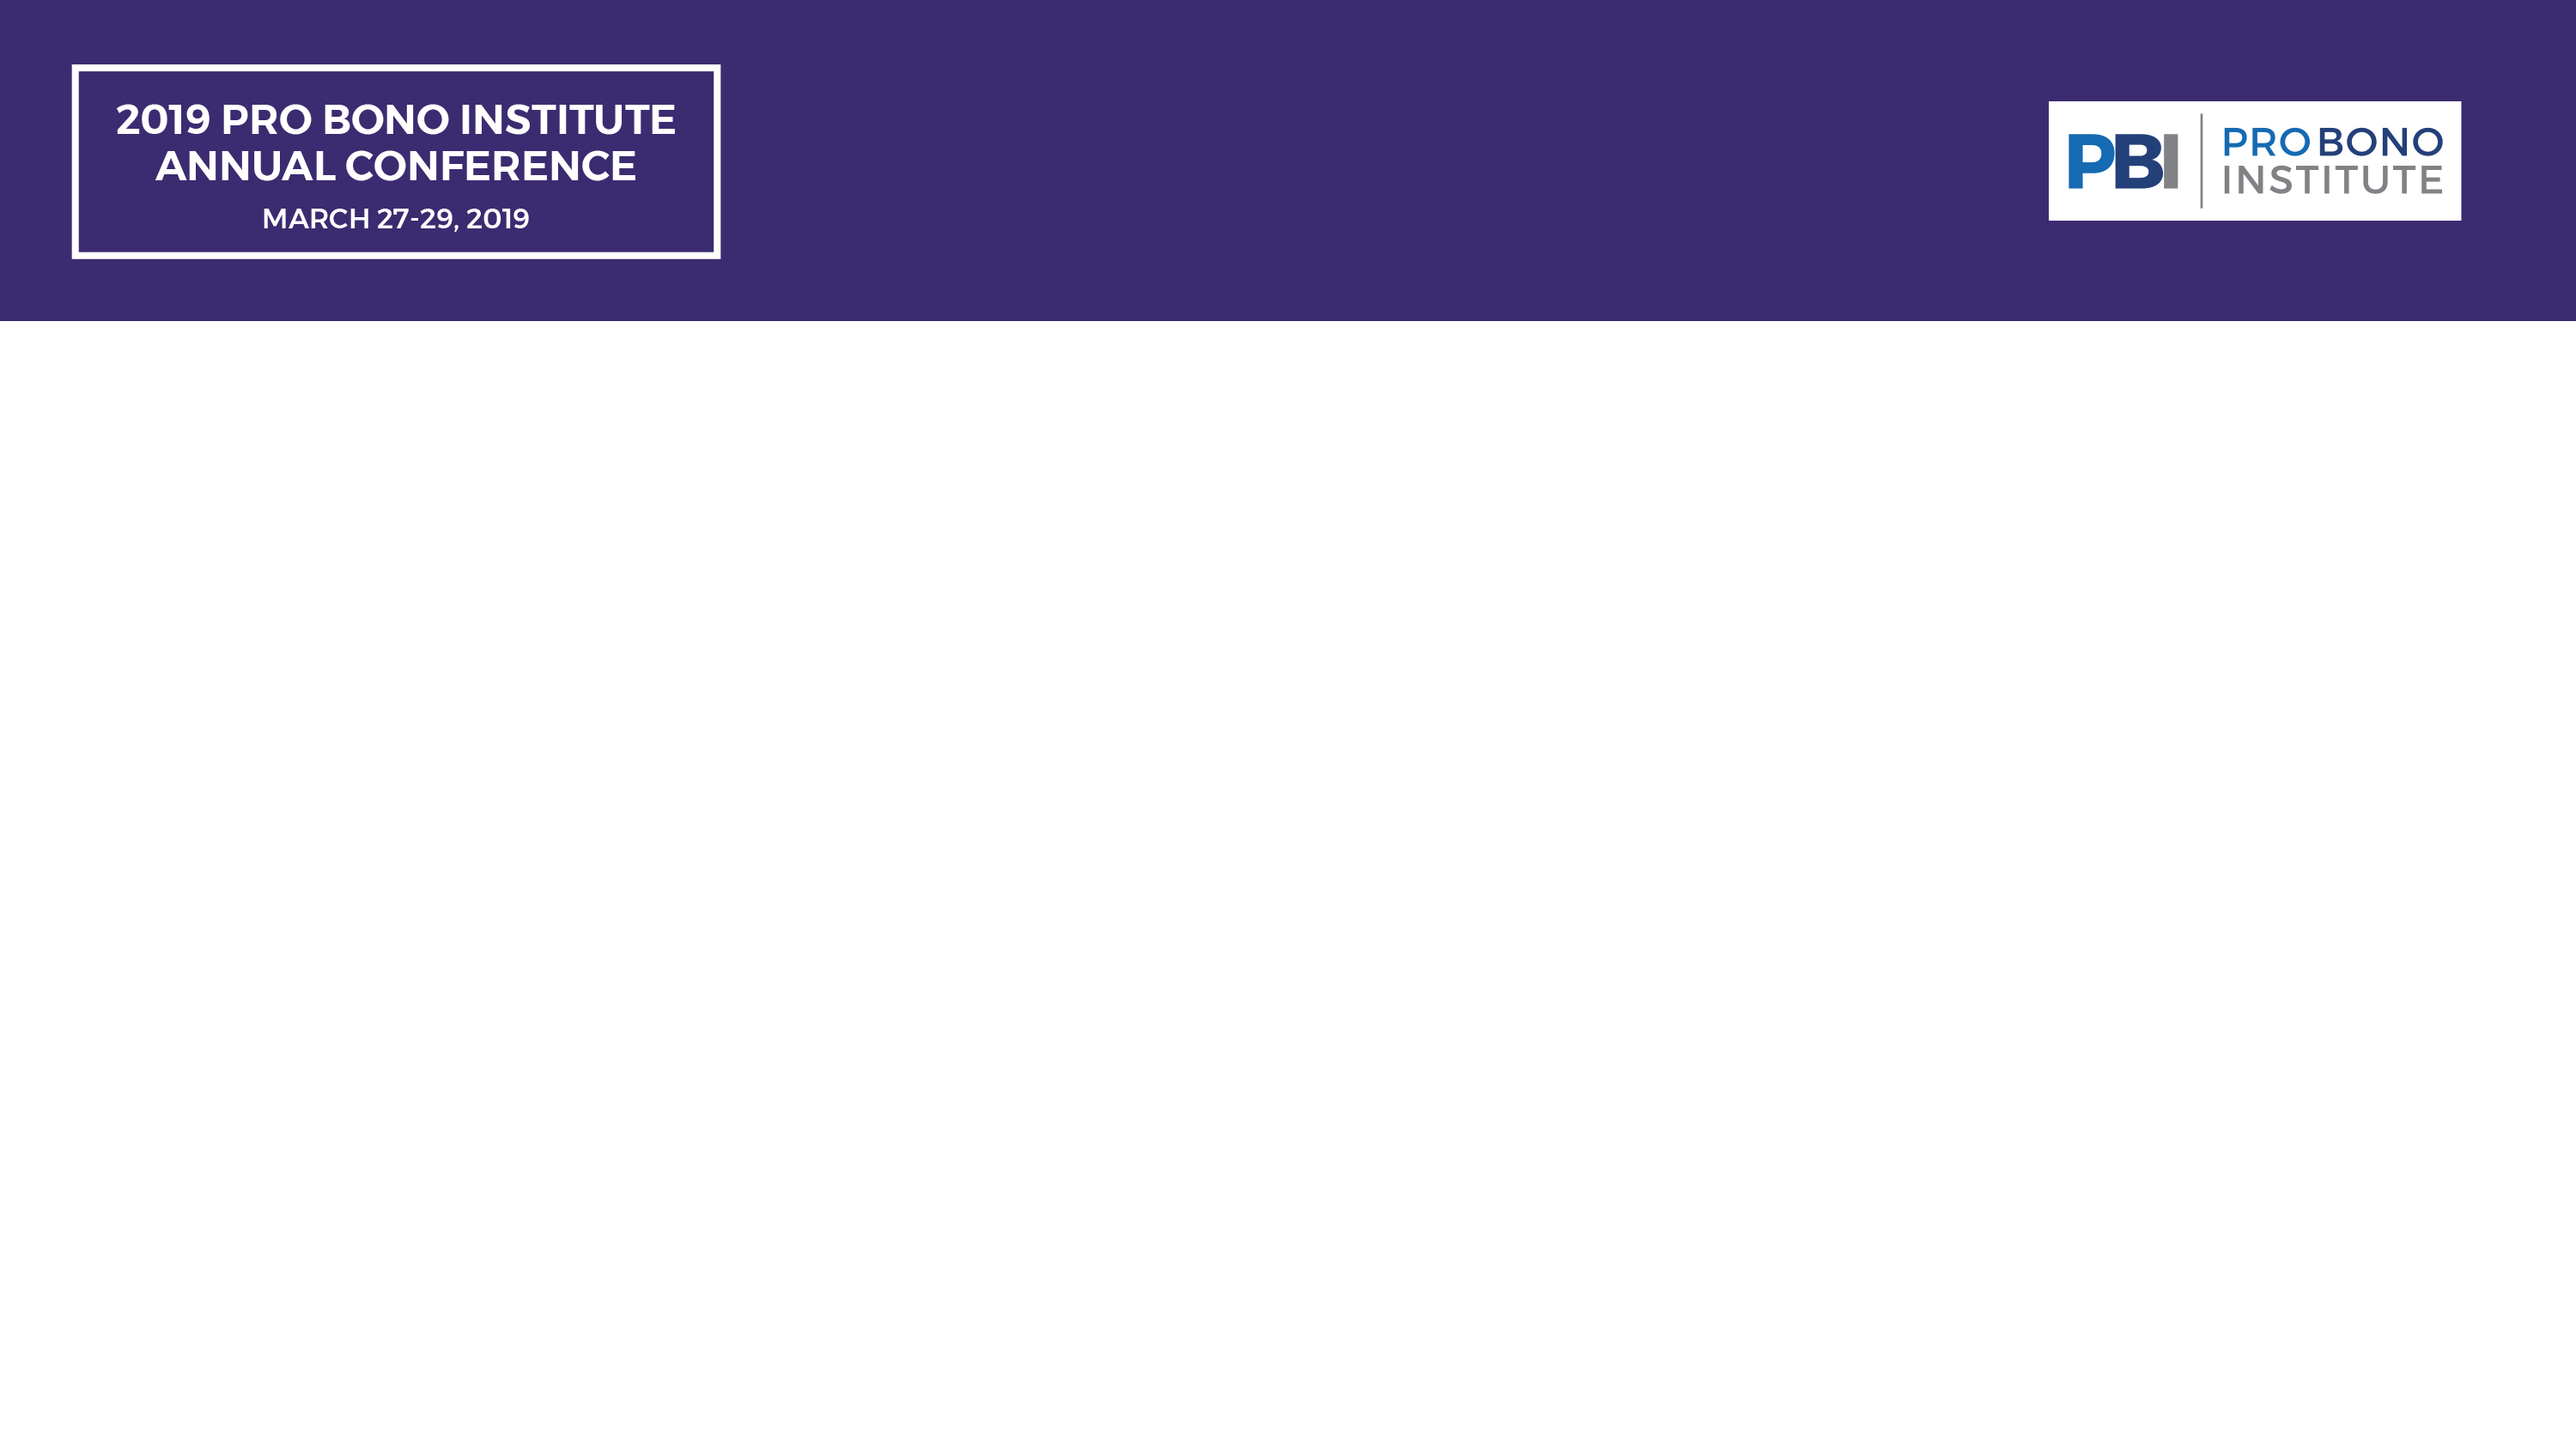 2019 PRO BONO INSTITUTE
ANNUAL CONFERENCE
MARCH 27-29, 2019
PBI
PRO BONO
INSTITUTE